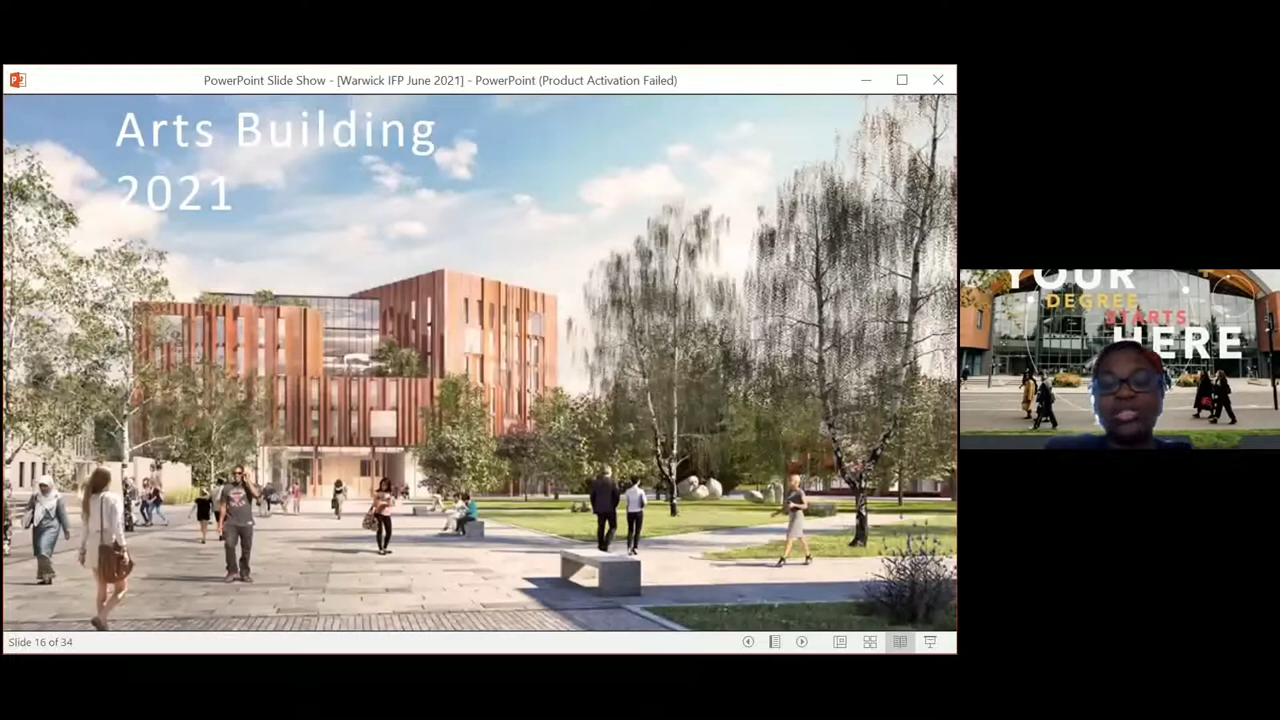 PowerPoint Slide Show - [Warwick IFP June 2021] - PowerPoint (Product Activation Failed)
Arts Building
2021
YOUR
DEGREE
STARTS
HERE
Slide 16 of 34